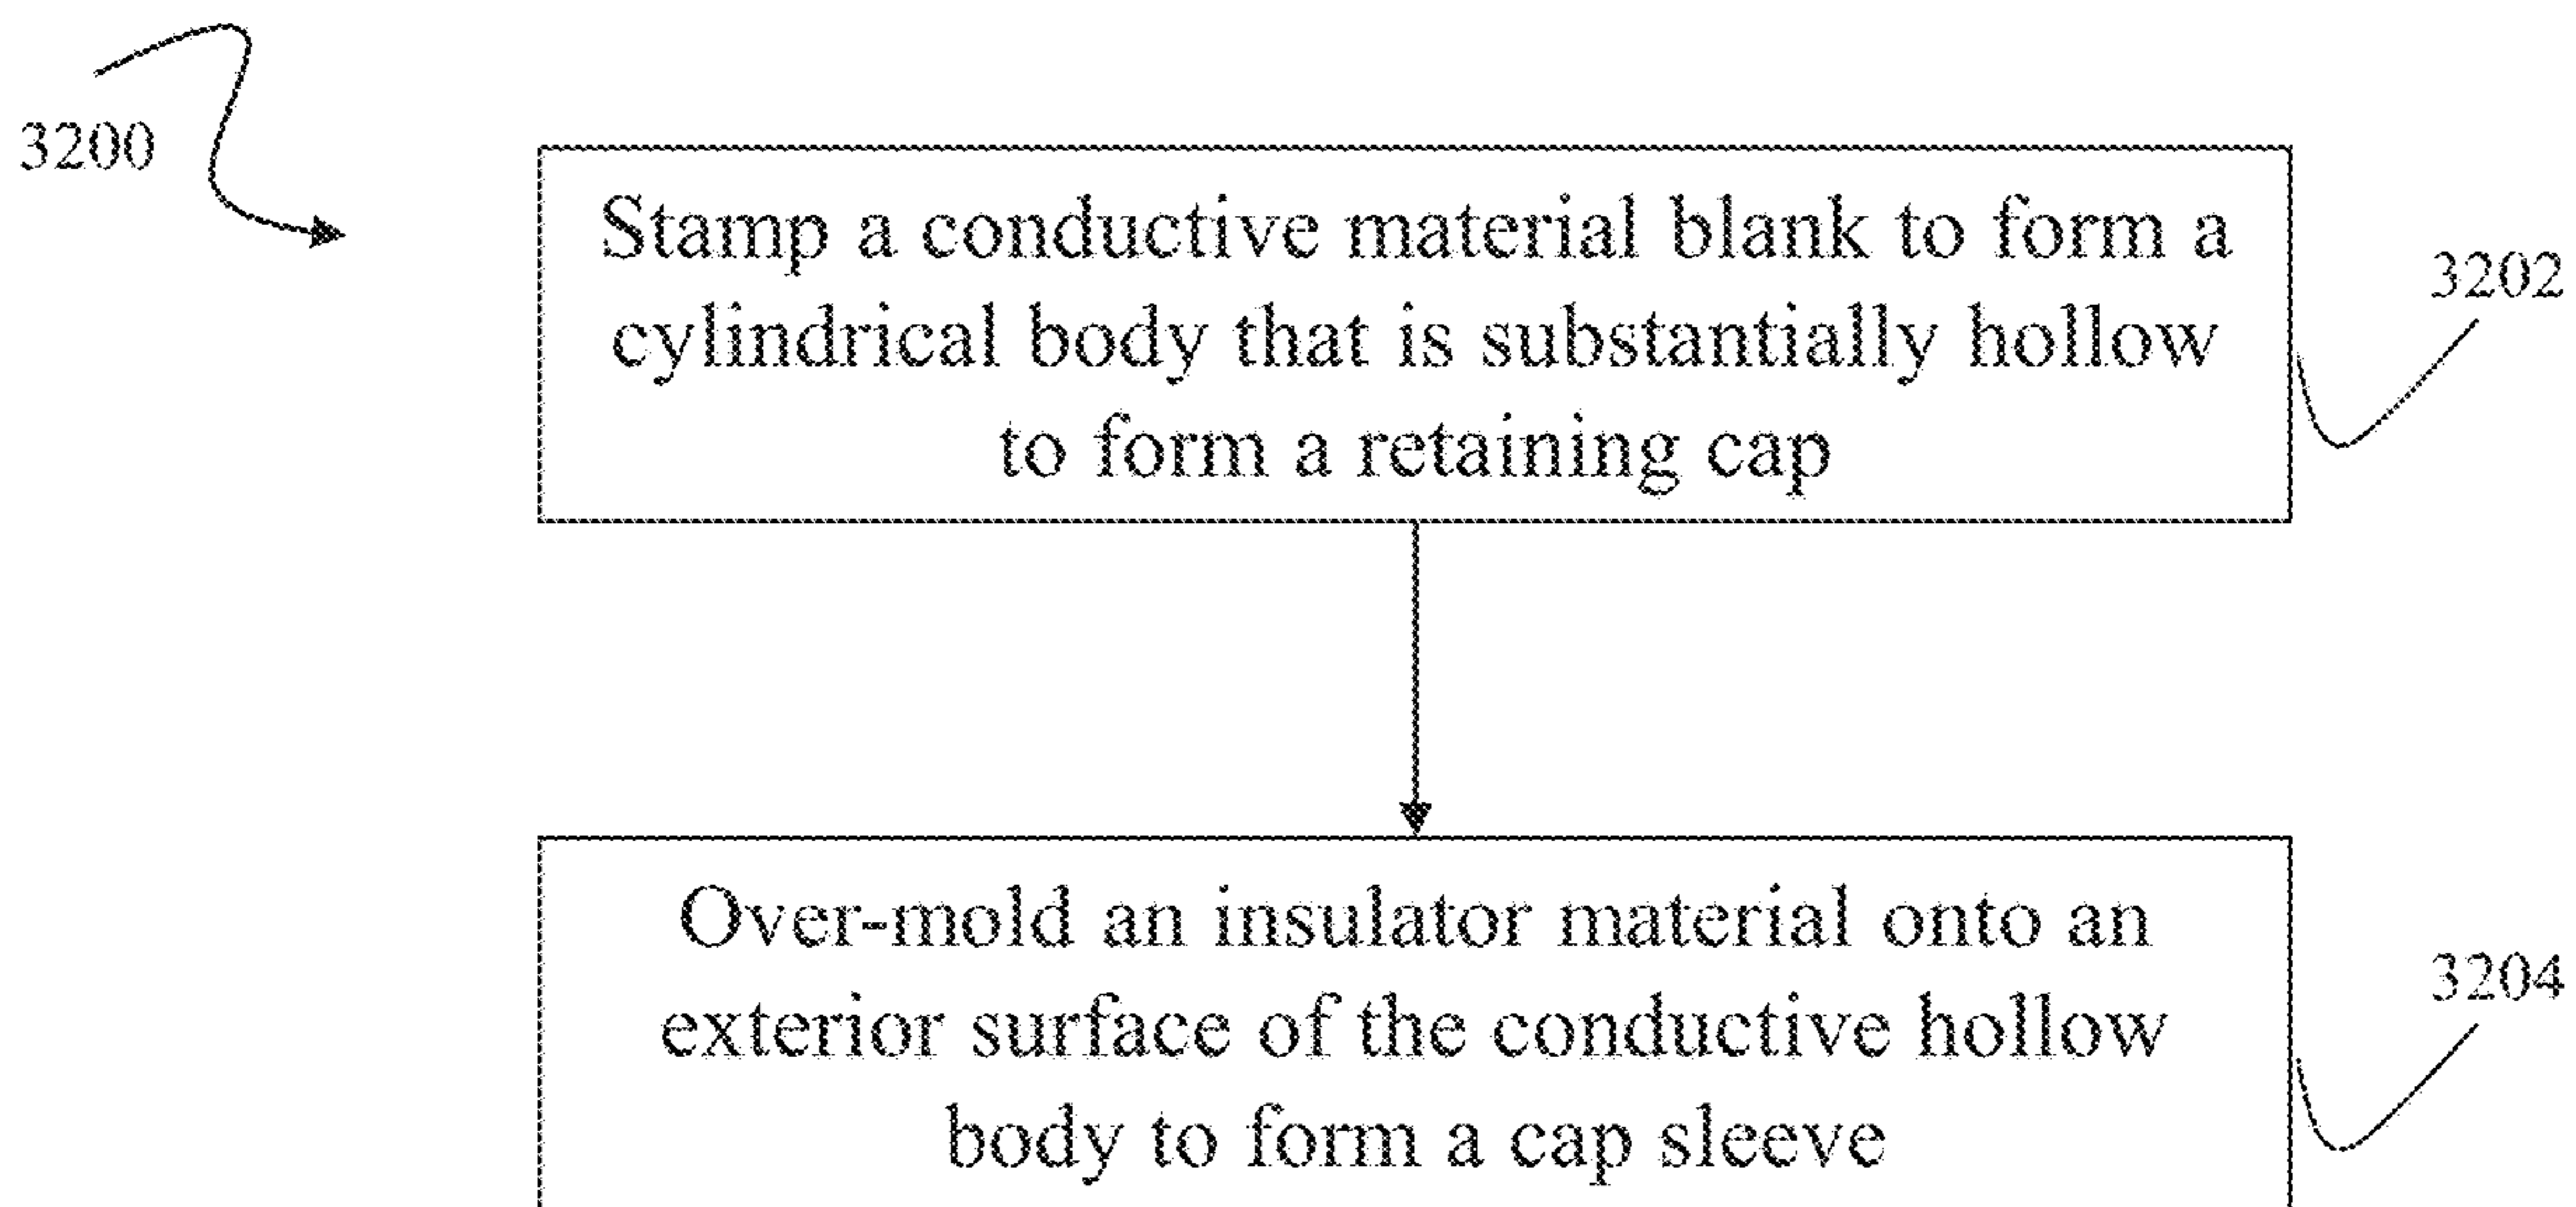 3200
Stamp a conductive material blank to form a
cylindrical body that is substantially hollow
to form a retaining cap
3202
Over-mold an insulator material onto an
exterior surface of the conductive hollow
body to form a cap sleeve
3204